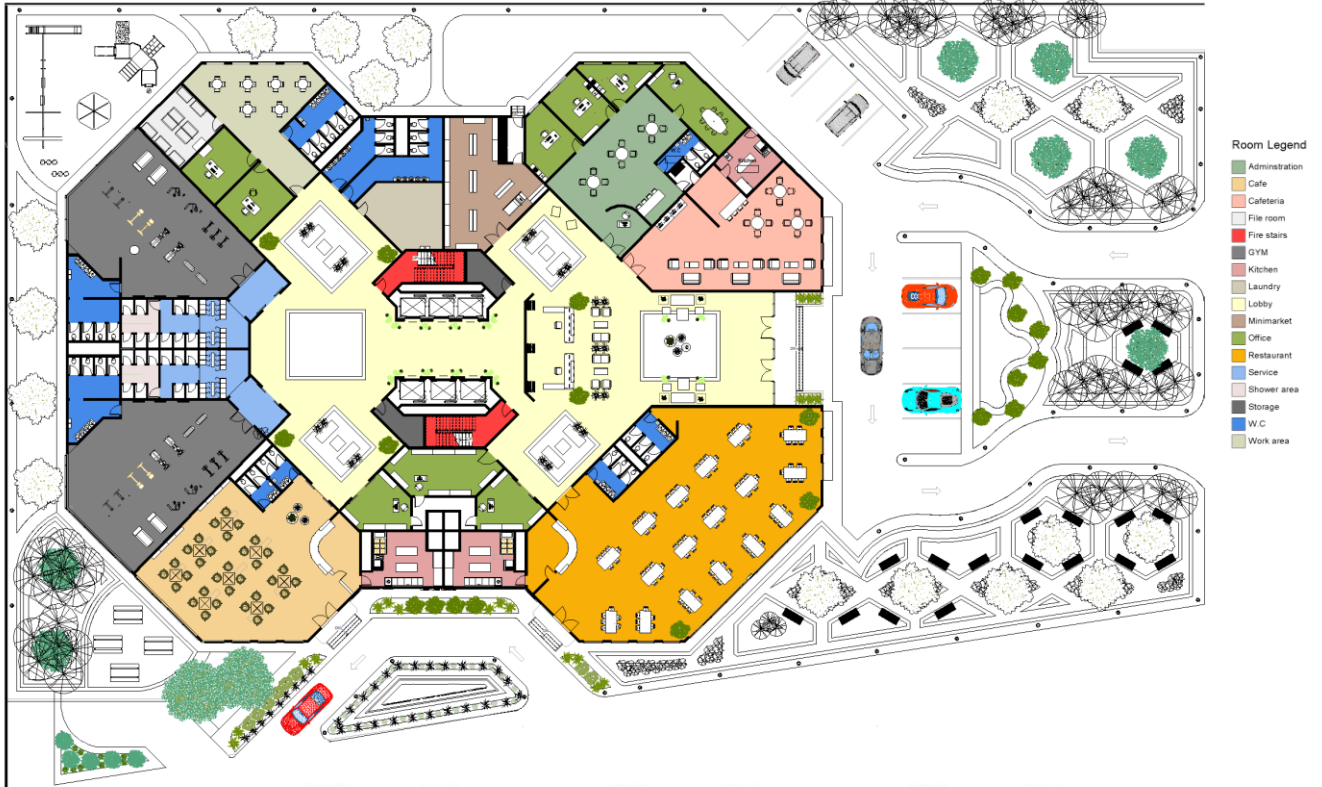 W.C
Kitchen
Room Legend
Adminstration
Cafe
Cafeteria
File room
Fire stairs
GYM
Kitchen
Laundry
Lobby
Minimarket
Office
Restaurant
Service
Shower area
Storage
W.C
Work area